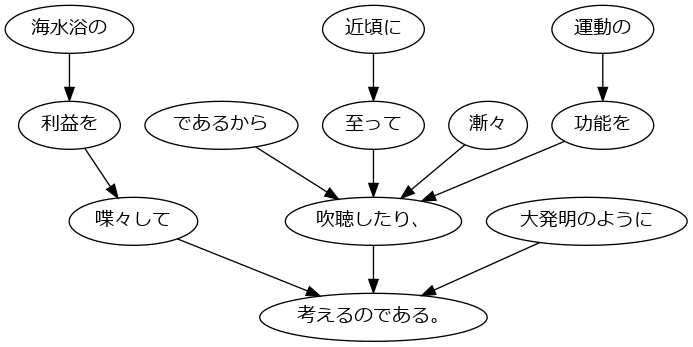 海水浴の
近頃に
運動の
利益を
であるから
至って
漸々
功能を
喋々して
吹聴したり、
大発明のように
考えるのである。